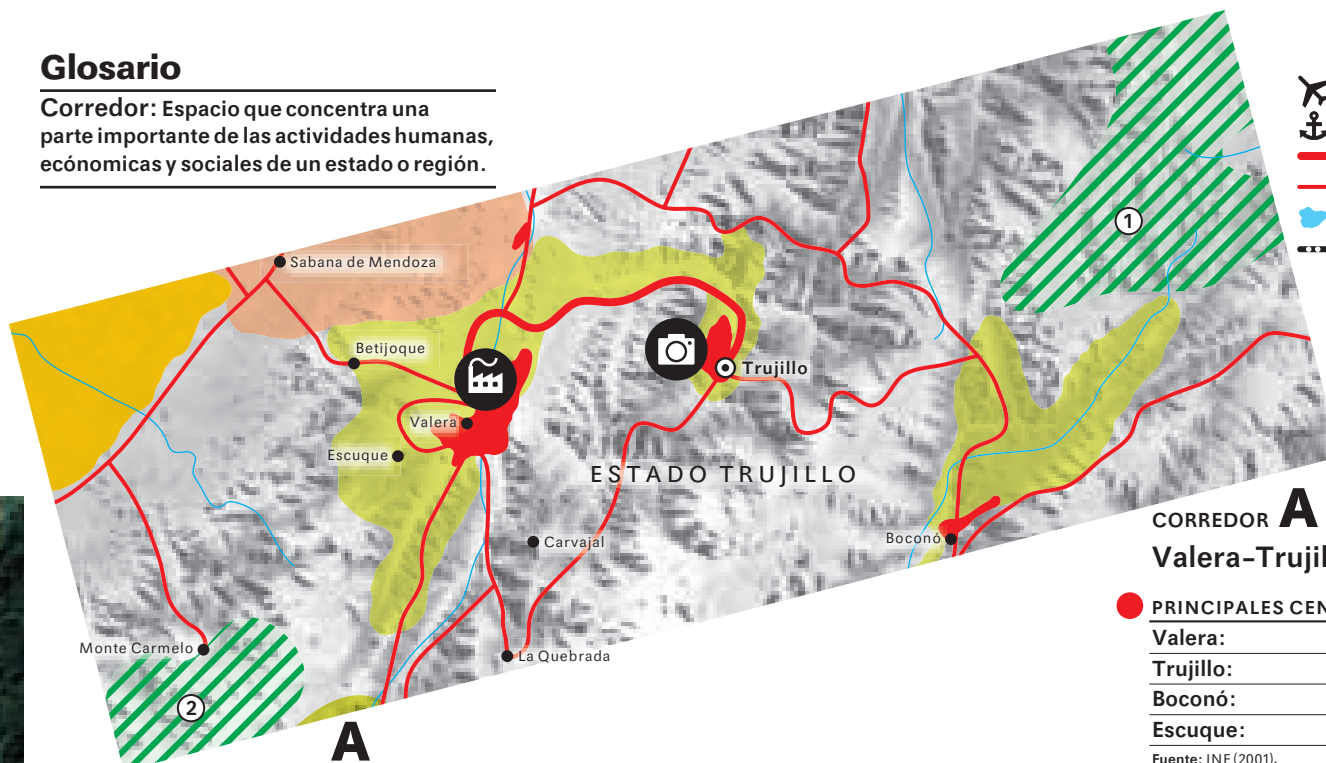 Glosario
Corredor: Espacio que concentra una
parte importante de las actividades humanas,
ecónomicas y sociales de un estado o región.
1
Sabana de Mendoza
Betijoque
Trujillo
Valera
Escuque
ESTADO TRUJILLO
Carvajal
Boconó
Monte Carmelo
La Quebrada
2
A
CORREDOR A
Valera-Trujil
PRINCIPALES CEN
Valera:
Trujillo:
Boconó:
Escuque:
Fuente: INE (2001).